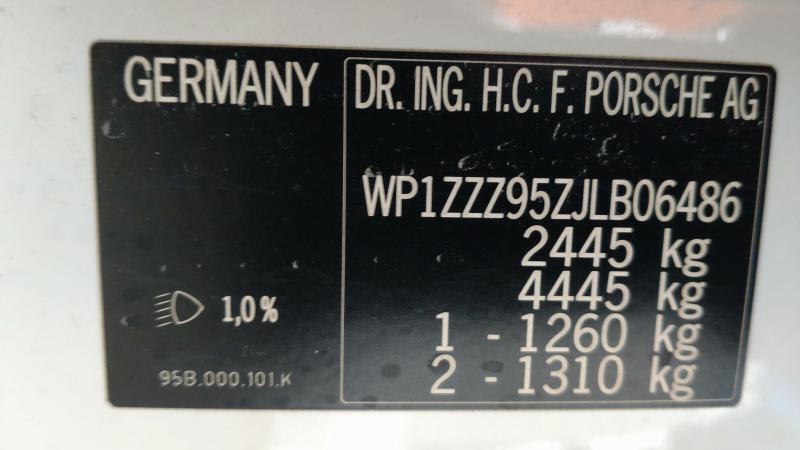 GERMANY
DR. ING. H.C. F. PORSCHE AG
WP1ZZZ95ZJLB06486
2445 kg
4445 kg
1 - 1260 kg
2 - 1310 kg
1,0%
95B.000.101.K